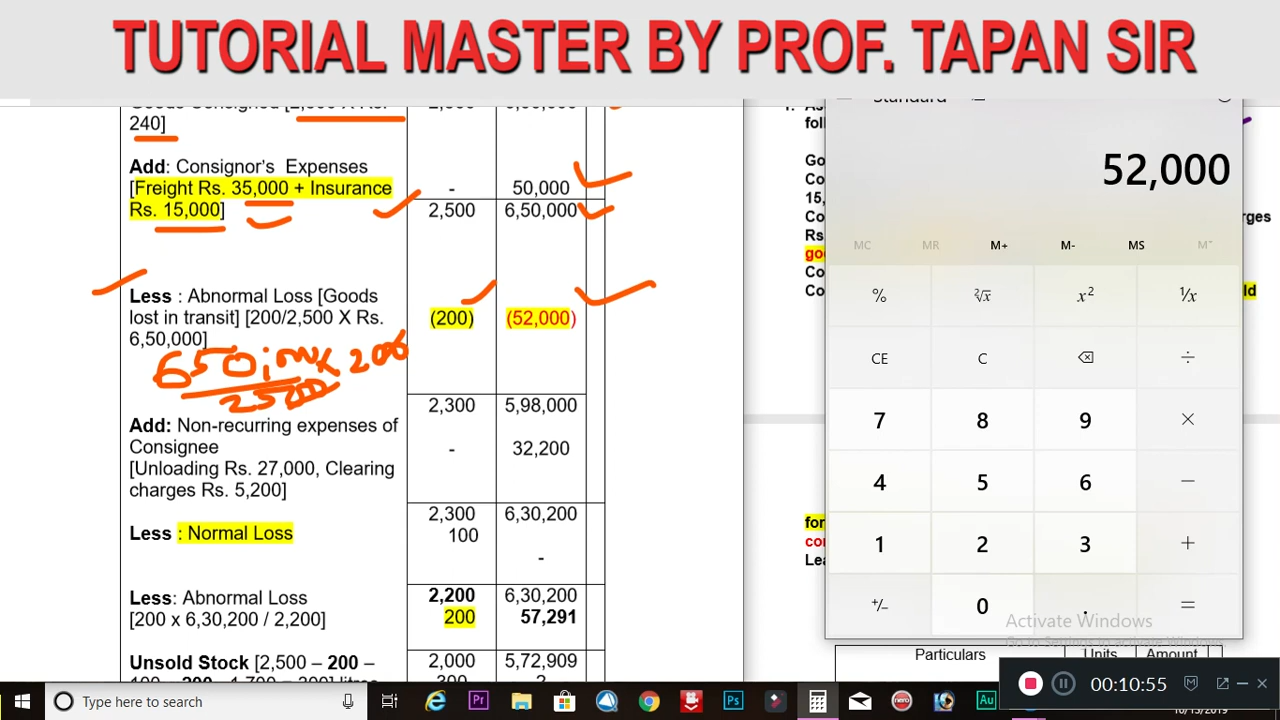 TUTORIAL MASTER BY PROF. TAPAN SIR
240]
Add: Consignor's Expenses
[Freight Rs. 35,000 + Insurance - 50,000
Rs. 15,000] 2,500 6,50,000
Less : Abnormal Loss [Goods
lost in transit] [200/2,500 X Rs. (200) (52,000)
6,50,000]
2,300 5,98,000
Add: Non-recurring expenses of
Consignee - 32,200
[Unloading Rs. 27,000, Clearing
charges Rs. 5,200]
2,300 6,30,200
Less : Normal Loss 100
-
Less: Abnormal Loss 2,200 6,30,200
[200 x 6,30,200 / 2,200] 200 57,291
Unsold Stock [2,500 – 200 – 2,000 5,72,909
Standard
52,000
MC MR M+ M- MS
% ²√x x² ¹/x
CE C ÷
7 8 9 ×
4 5 6 −
1 2 3 +
+/− 0 . =
Activate Windows
Particulars Units Amount
Type here to search
00:10:55